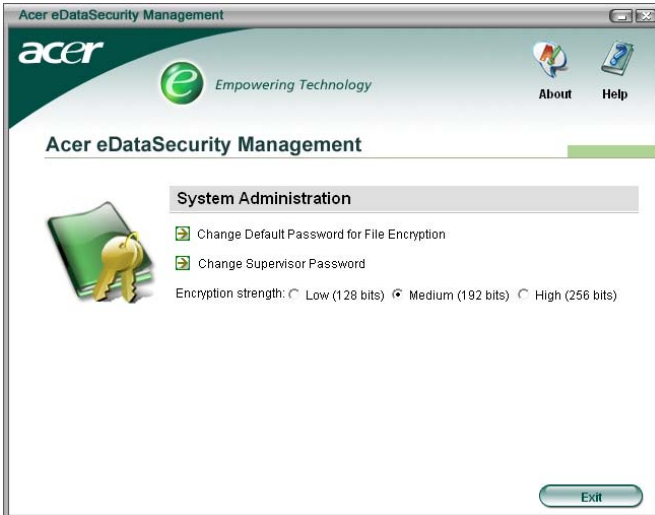 Acer eDataSecurity Management
acer
e Empowering Technology
About Help
Acer eDataSecurity Management
System Administration
Change Default Password for File Encryption
Change Supervisor Password
Encryption strength: Low (128 bits) Medium (192 bits) High (256 bits)
Exit